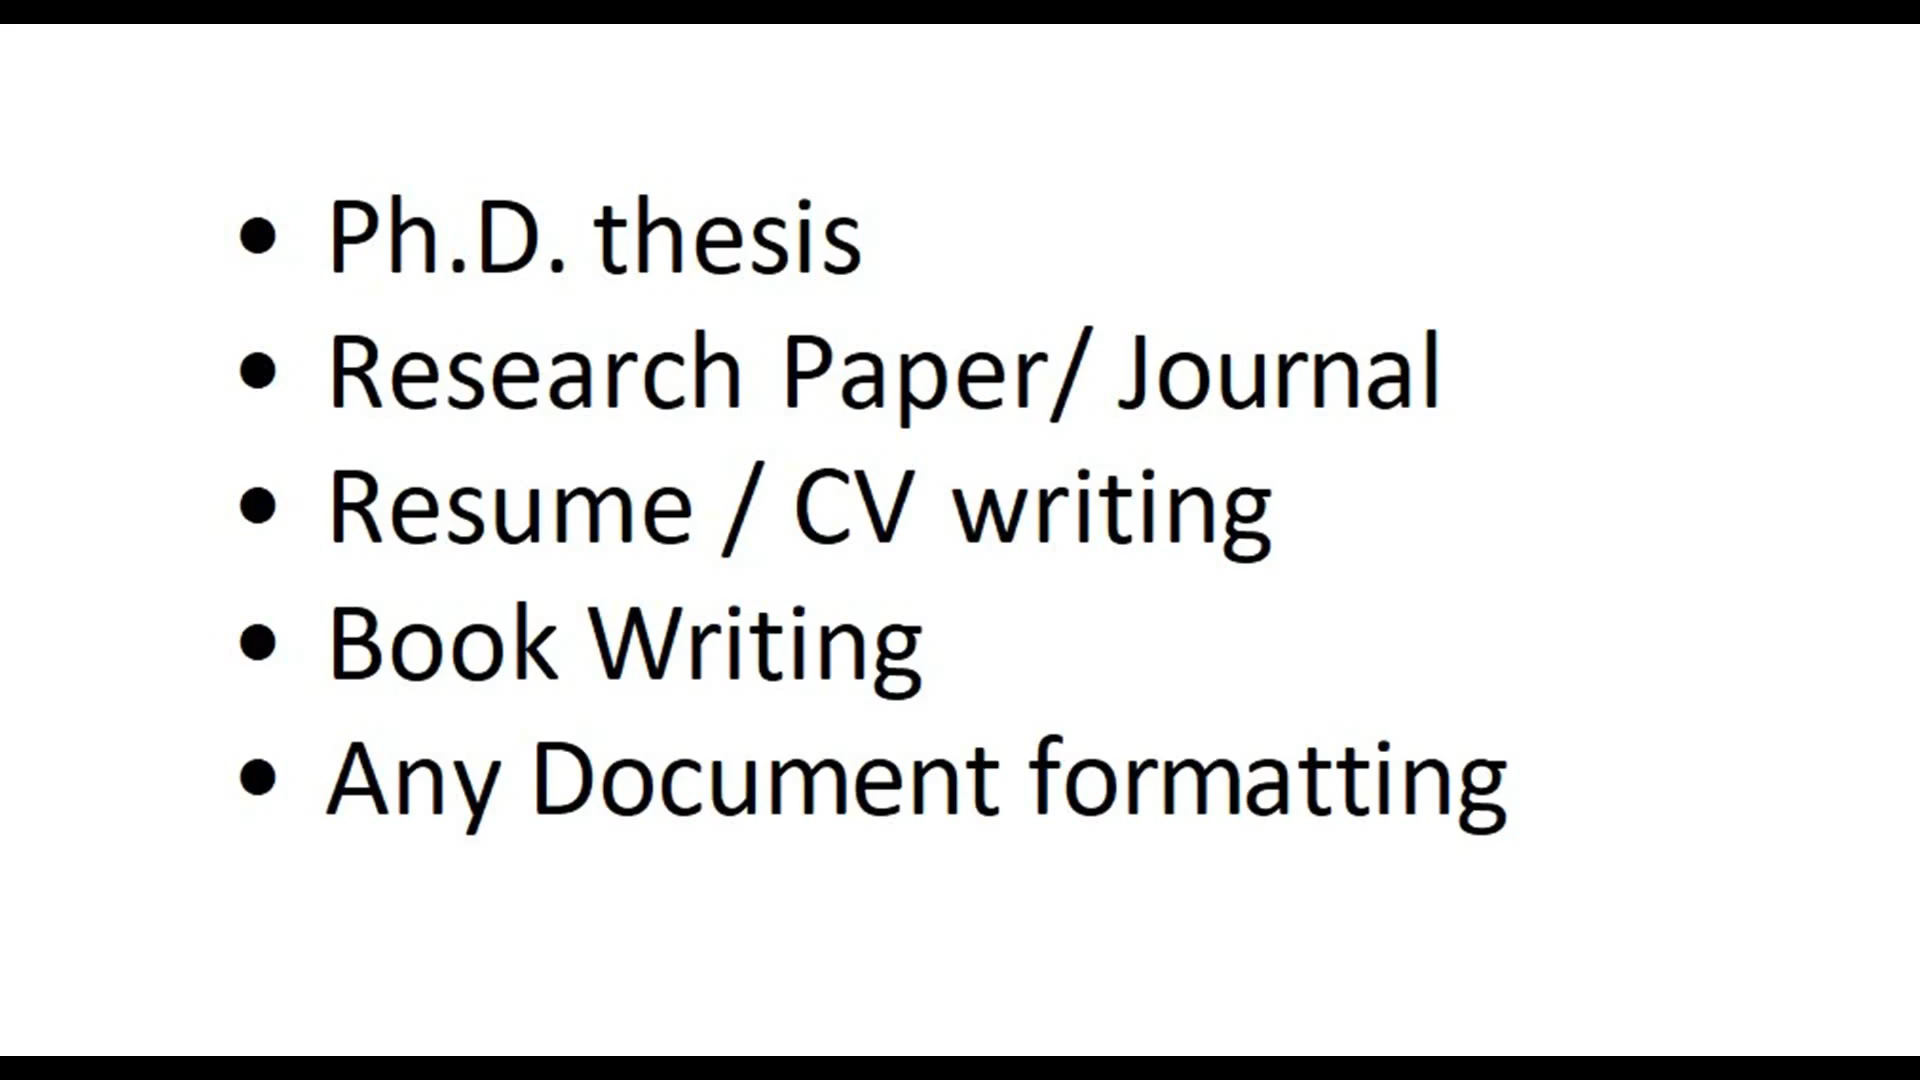 • Ph.D. thesis
• Research Paper/ Journal
• Resume / CV writing
• Book Writing
• Any Document formatting